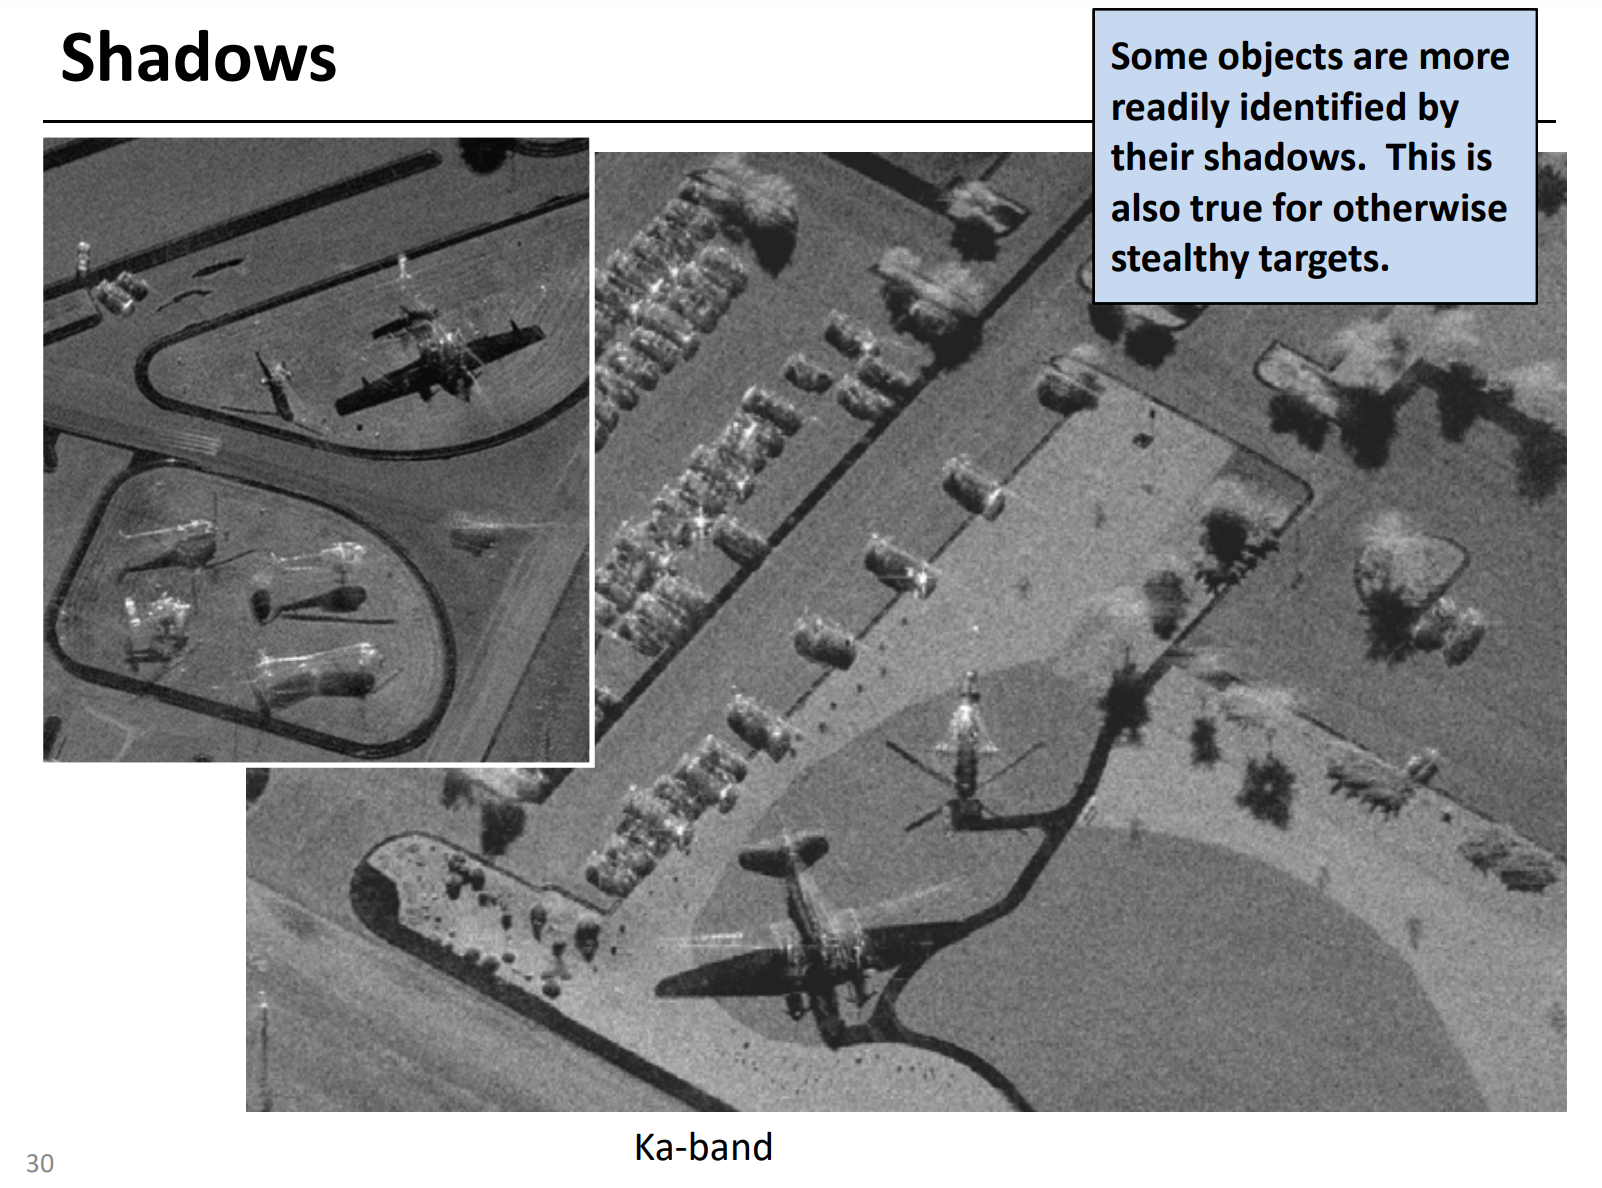 Shadows
Some objects are more
readily identified by
their shadows.  This is
also true for otherwise
stealthy targets.
Ka-band
30